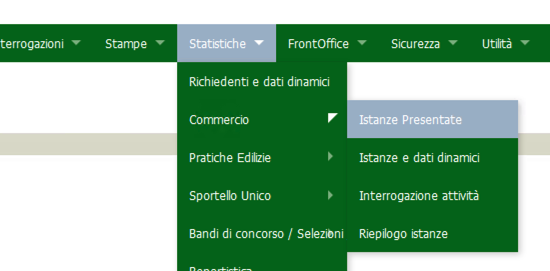 terrogazioni Stampe Statistiche FrontOffice Sicurezza Utilità
Richiedenti e dati dinamici
Commercio
Istanze Presentate
Pratiche Edilizie
Istanze e dati dinamici
Sportello Unico
Interrogazione attività
Bandi di concorso / Selezioni
Riepilogo istanze
Reportistica